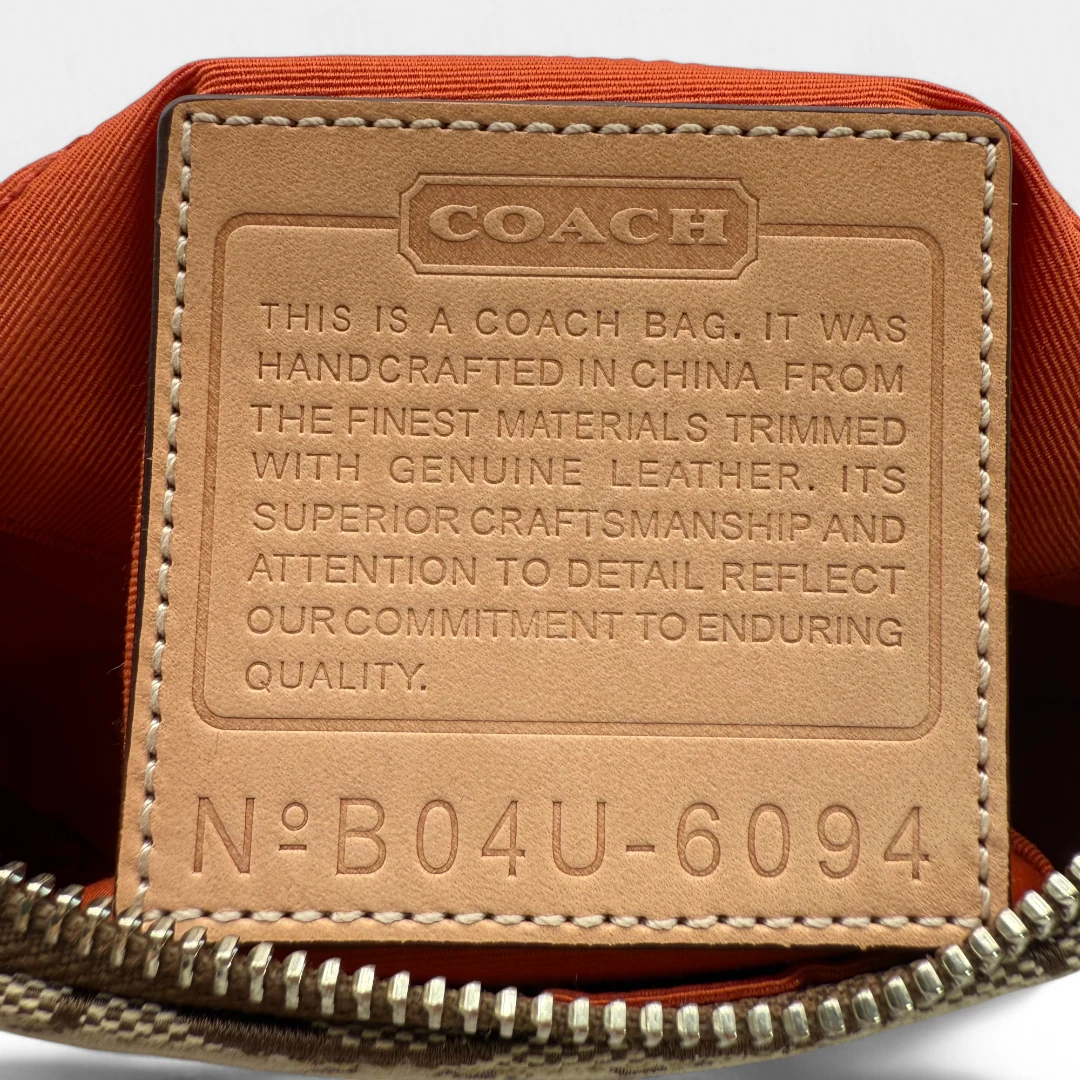 COACH
THIS IS A COACH BAG. IT WAS
HANDCRAFTED IN CHINA FROM
THE FINEST MATERIALS TRIMMED
WITH GENUINE LEATHER. ITS
SUPERIOR CRAFTSMANSHIP AND
ATTENTION TO DETAIL REFLECT
OUR COMMITMENT TO ENDURING
QUALITY.
Nº B04U-6094